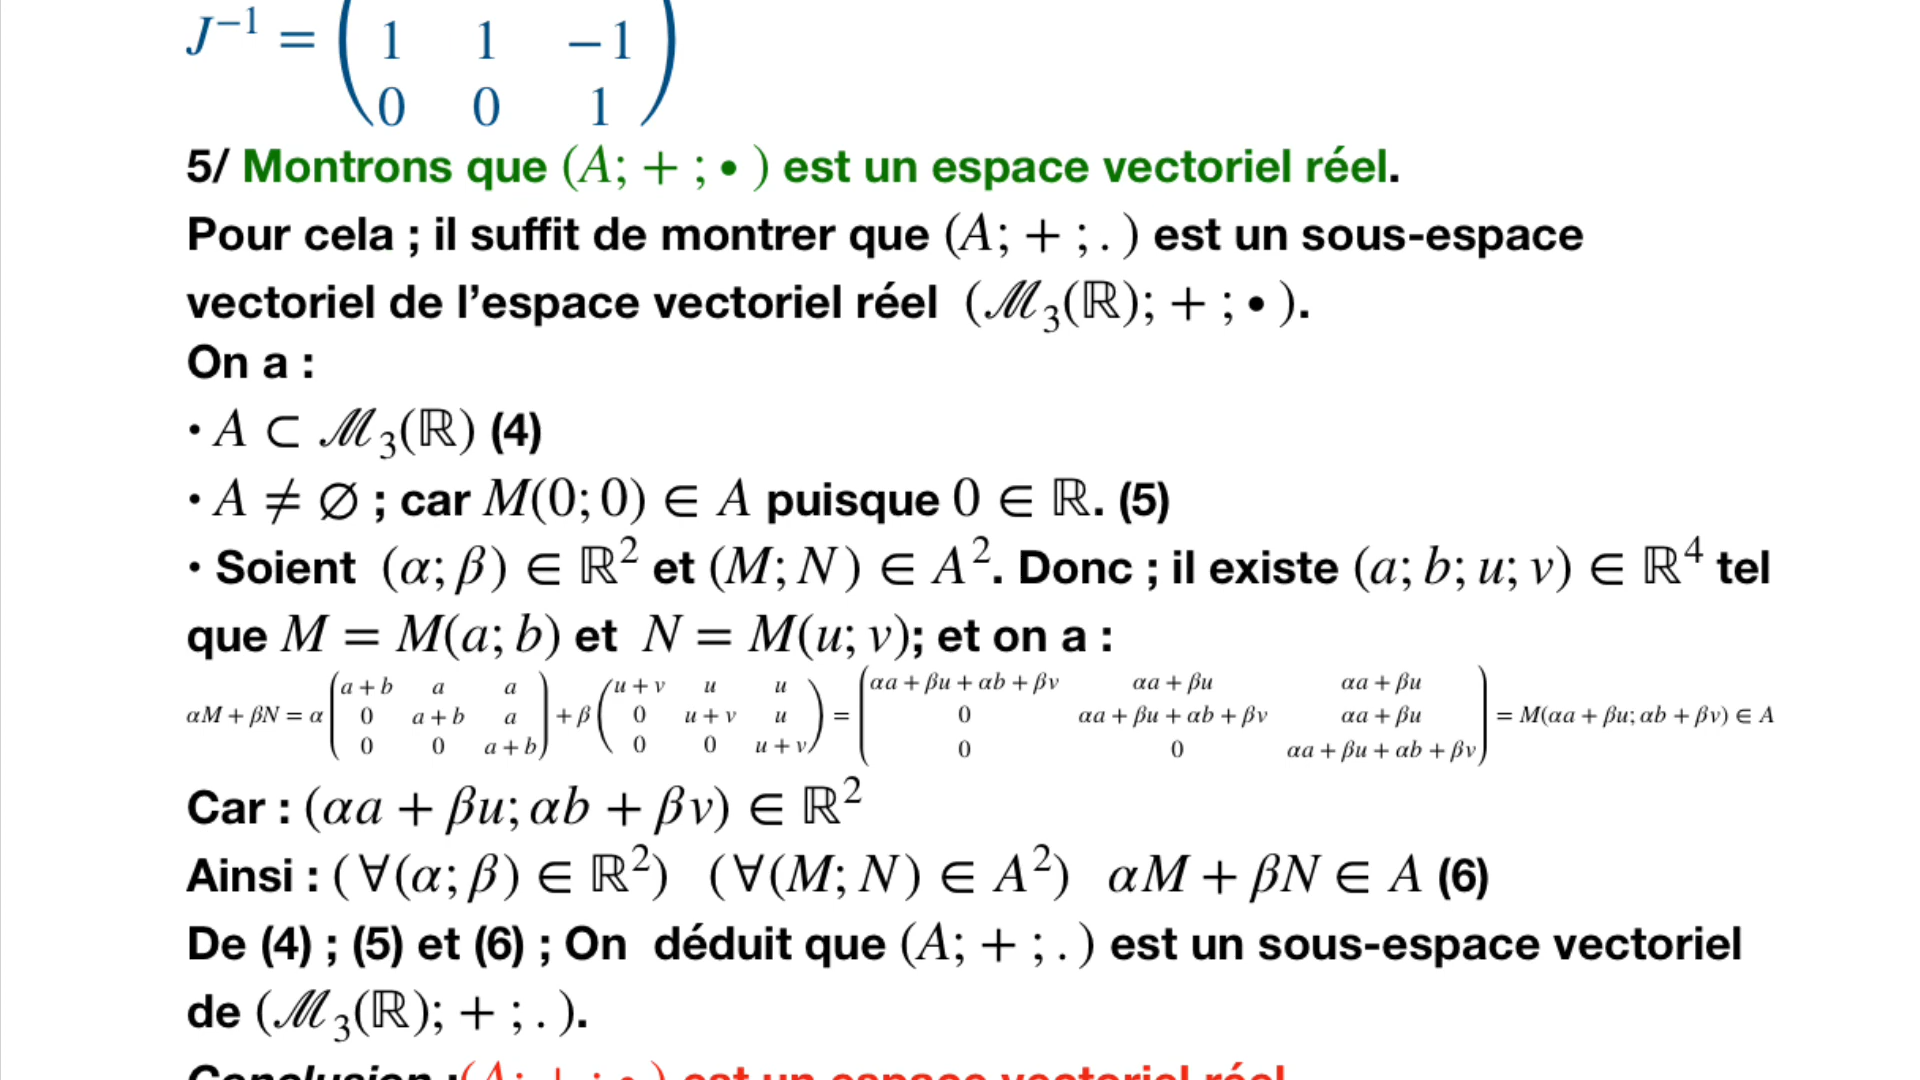 J⁻¹ = ( 1 1 −1
0 0 1 )
5/ Montrons que (A; + ; • ) est un espace vectoriel réel.
Pour cela ; il suffit de montrer que (A; + ; . ) est un sous-espace
vectoriel de l’espace vectoriel réel (ℳ₃(ℝ); + ; • ).
On a :
• A ⊂ ℳ₃(ℝ) (4)
• A ≠ ∅ ; car M(0; 0) ∈ A puisque 0 ∈ ℝ. (5)
• Soient (α; β) ∈ ℝ² et (M; N) ∈ A². Donc ; il existe (a; b; u; v) ∈ ℝ⁴ tel
que M = M(a; b) et N = M(u; v); et on a :
a + b a a u + v u u αa + βu + αb + βv αa + βu αa + βu
αM + βN = α ( 0 a + b a ) + β ( 0 u + v u ) = ( 0 αa + βu + αb + βv αa + βu ) = M(αa + βu; αb + βv) ∈ A
0 0 a + b 0 0 u + v 0 0 αa + βu + αb + βv
Car : (αa + βu; αb + βv) ∈ ℝ²
Ainsi : ( ∀(α; β) ∈ ℝ²) (∀(M; N) ∈ A²) αM + βN ∈ A (6)
De (4) ; (5) et (6) ; On déduit que (A; + ; . ) est un sous-espace vectoriel
de (ℳ₃(ℝ); + ; . ).
Conclusion :(A; + ; • ) est un espace vectoriel réel